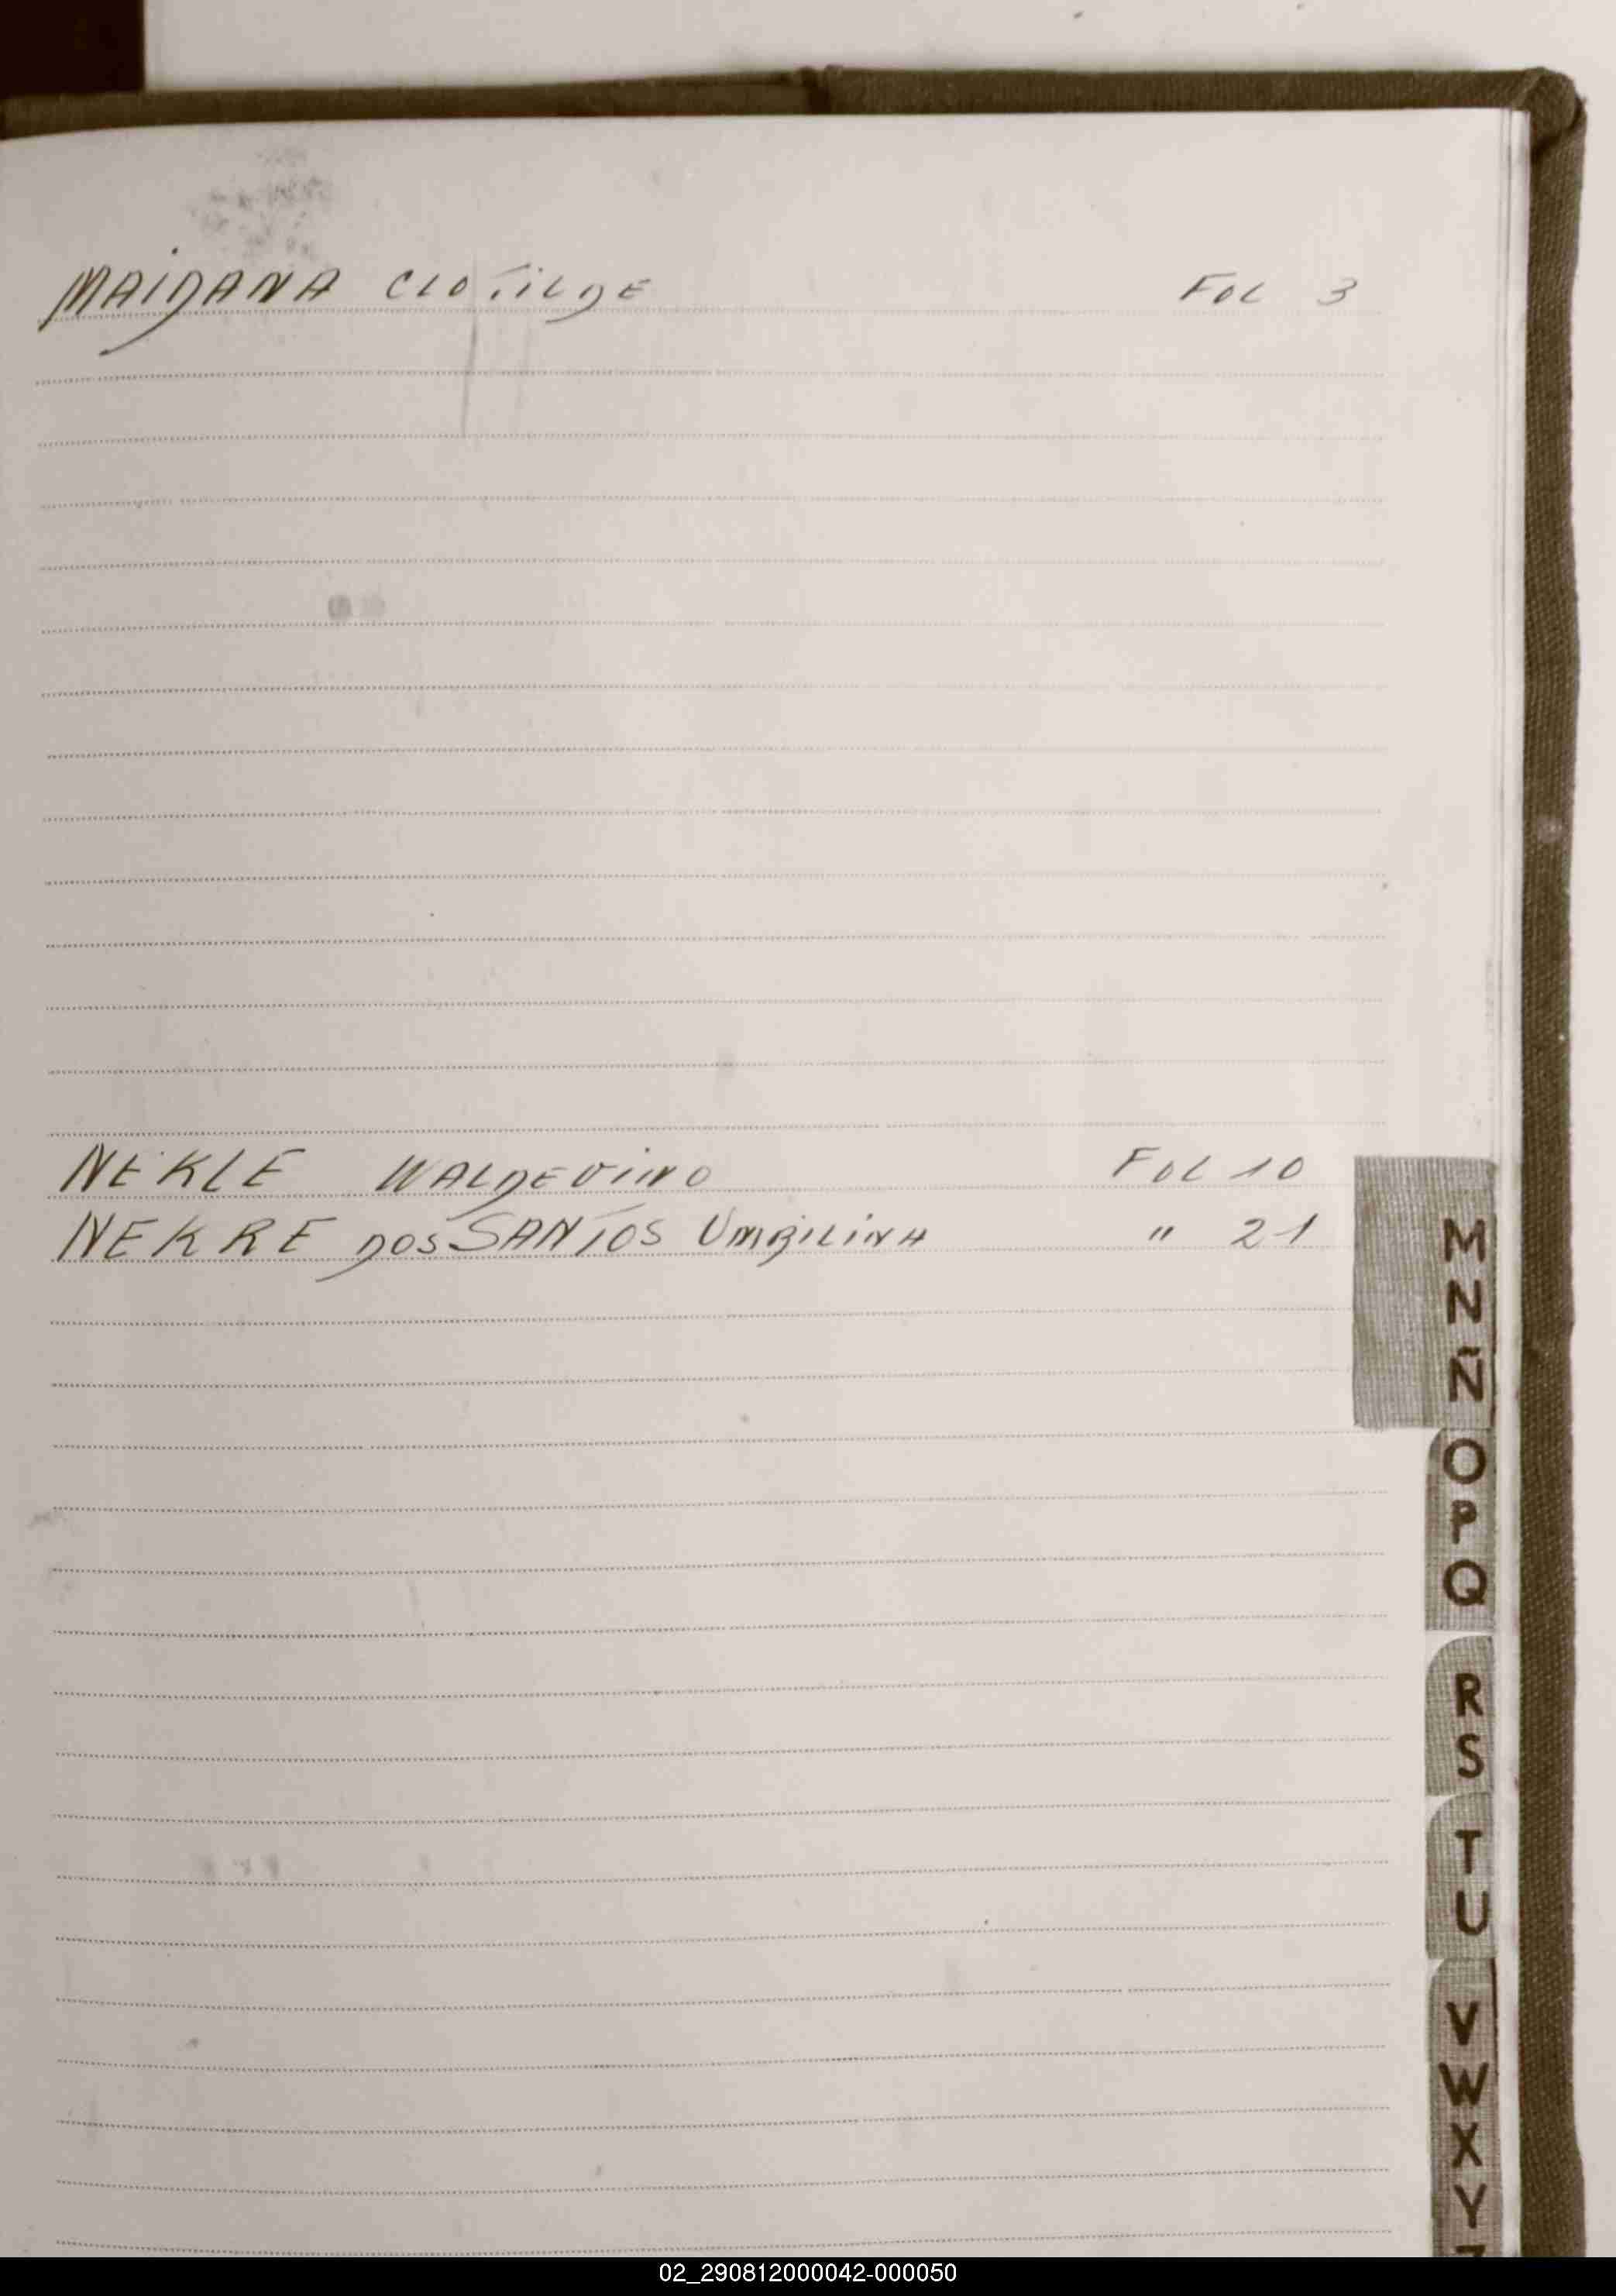 MAIDANA CLOTILDE FOL 3
NEKLE WALDEVINO FOL 10
NEKRE DOS SANTOS UMBILINA " 21
M
N
Ñ
O
P
Q
R
S
T
U
V
W
X
Y
02_290812000042-000050